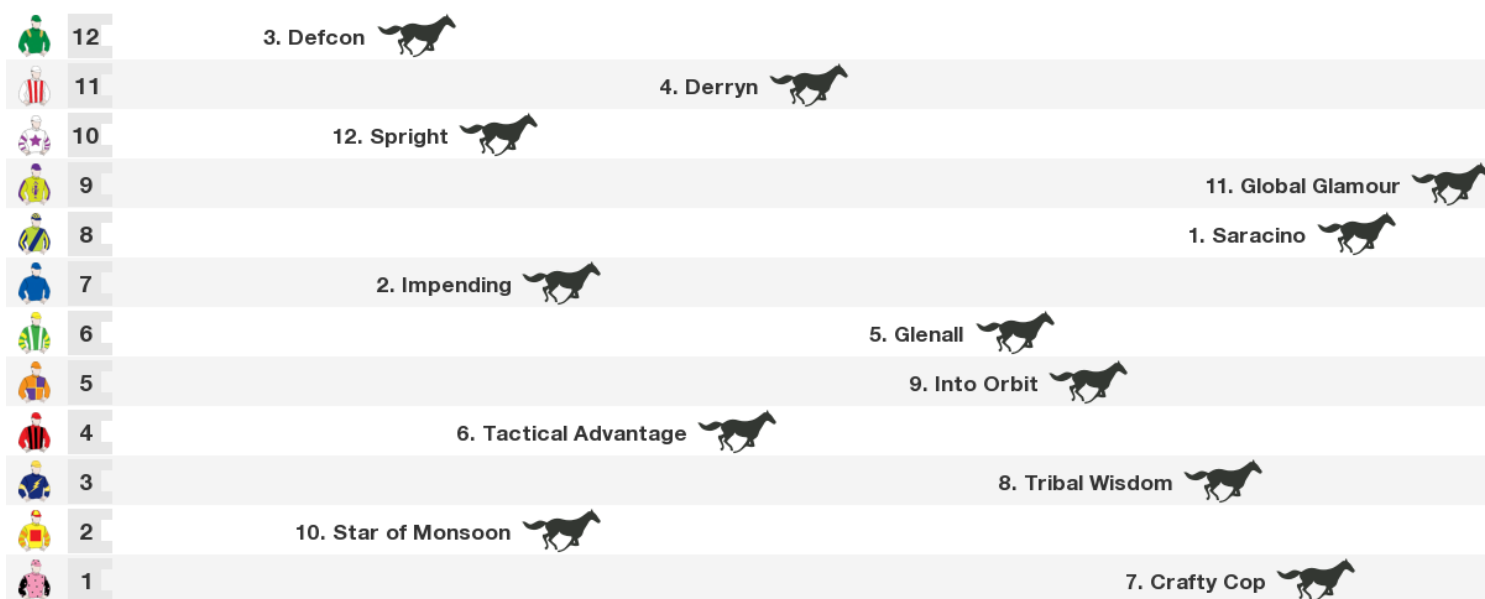 12 3. Defcon
11 4. Derryn
10 12. Spright
9 11. Global Glamour
8 1. Saracino
7 2. Impending
6 5. Glenall
5 9. Into Orbit
4 6. Tactical Advantage
3 8. Tribal Wisdom
2 10. Star of Monsoon
1 7. Crafty Cop